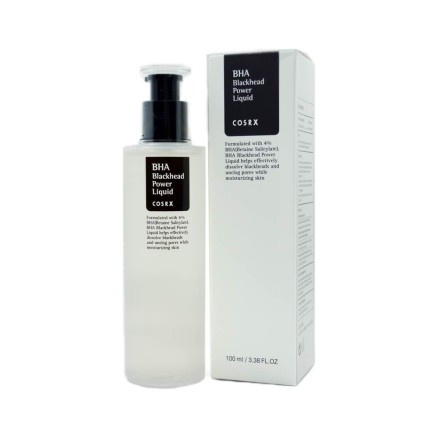 BHA
Blackhead
Power
Liquid
COSRX
Formulated with 4%
BHA(Betaine Salicylate),
BHA Blackhead Power
Liquid helps effectively
dissolve blackheads
and unclog pores while
moisturizing skin
BHA
Blackhead
Power
Liquid
COSRX
Formulated with 4%
BHA(Betaine Salicylate),
BHA Blackhead Power
Liquid helps effectively
dissolve blackheads and
unclog pores while
moisturizing skin
100 ml / 3.38 FL.OZ